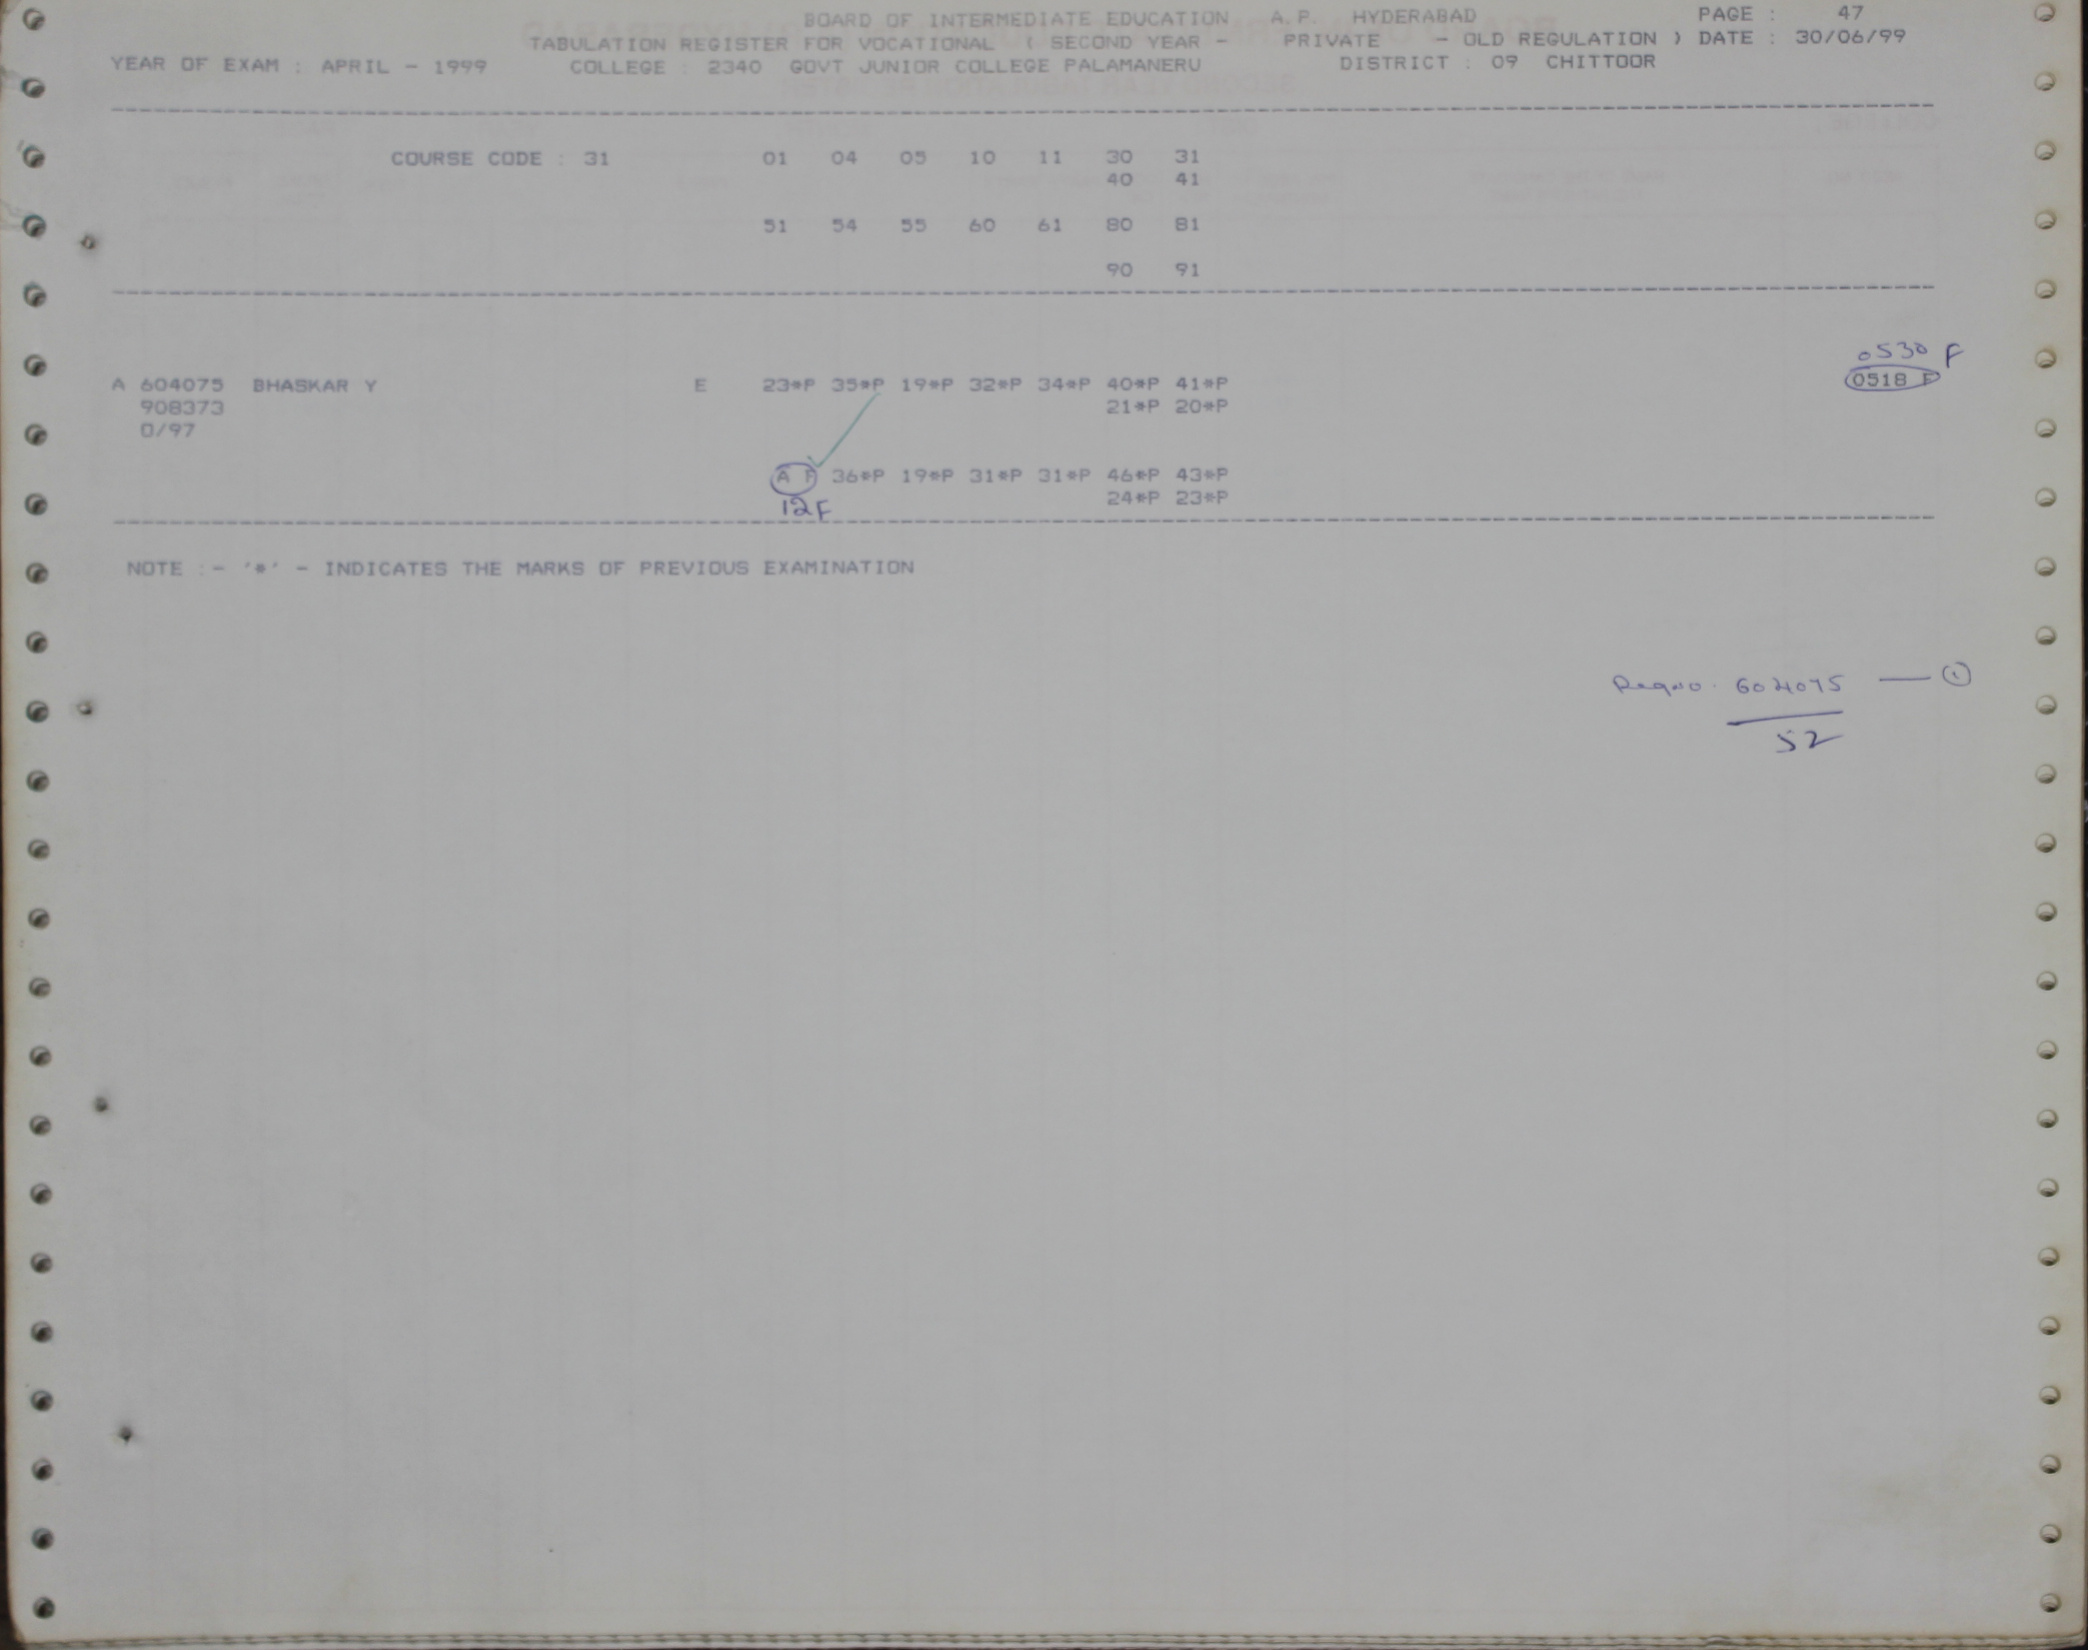 BOARD OF INTERMEDIATE EDUCATION A.P. HYDERABAD PAGE : 47
TABULATION REGISTER FOR VOCATIONAL ( SECOND YEAR - PRIVATE - OLD REGULATION ) DATE : 30/06/99
YEAR OF EXAM : APRIL - 1999 COLLEGE : 2340 GOVT JUNIOR COLLEGE PALAMANERU DISTRICT : 09 CHITTOOR
COURSE CODE : 31 01 04 05 10 11 30 31
40 41
51 54 55 60 61 80 81
90 91
0530 F
A 604075 BHASKAR Y E 23*P 35*P 19*P 32*P 34*P 40*P 41*P 0518 F
908373 21*P 20*P
0/97
A F 36*P 19*P 31*P 31*P 46*P 43*P
12F 24*P 23*P
NOTE :- '*' - INDICATES THE MARKS OF PREVIOUS EXAMINATION
Regno. 604075 — 1
52